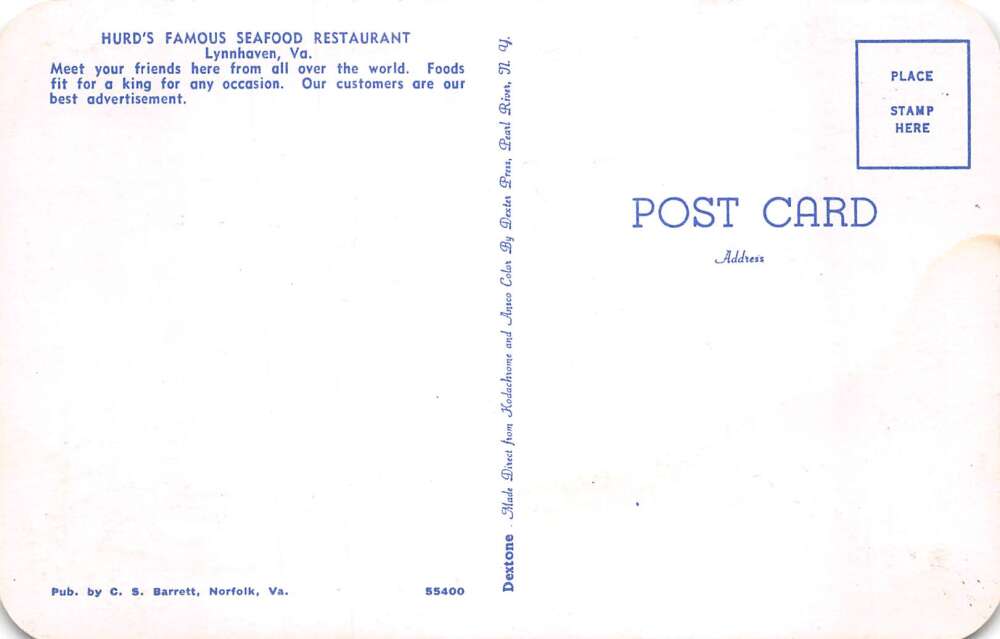 HURD'S FAMOUS SEAFOOD RESTAURANT
Lynnhaven, Va.
Meet your friends here from all over the world. Foods
fit for a king for any occasion. Our customers are our
best advertisement.
Pub. by C. S. Barrett, Norfolk, Va.
55400
Dextone - Made Direct from Kodachrome and Ansco Color By Dexter Press, Pearl River, N. Y.
PLACE
STAMP
HERE
POST CARD
Address